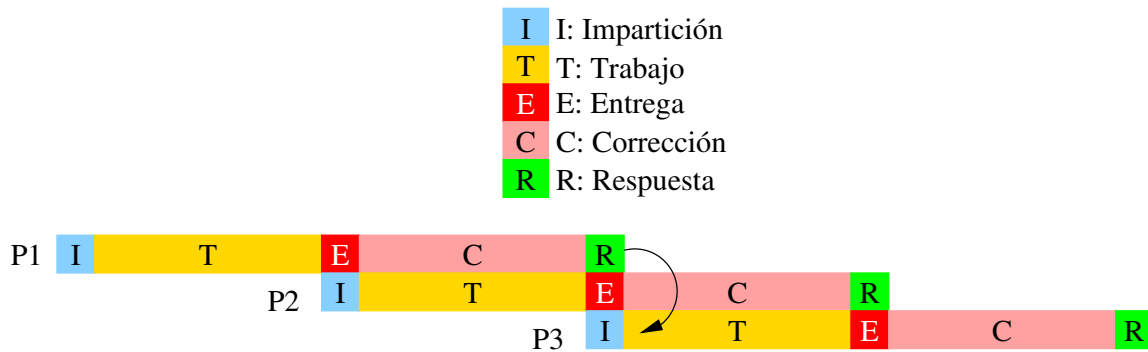 I I: Impartición
T T: Trabajo
E E: Entrega
C C: Corrección
R R: Respuesta
P1 I T E C R
P2 I T E C R
P3 I T E C R